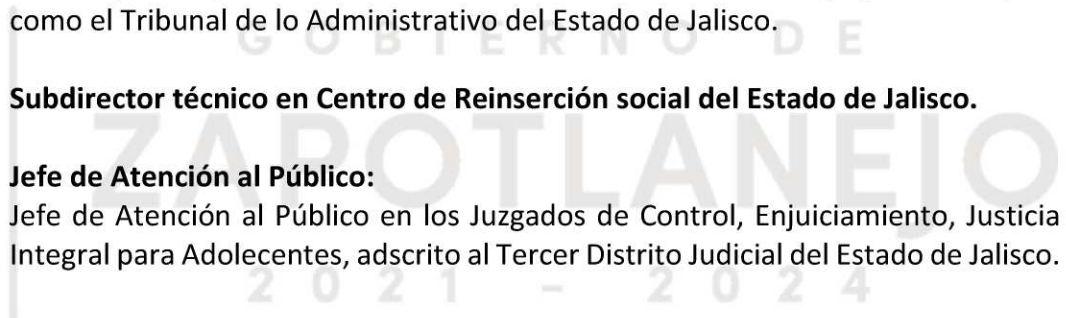 como el Tribunal de lo Administrativo del Estado de Jalisco.
GOBIERNO DE
Subdirector técnico en Centro de Reinserción social del Estado de Jalisco.
ZAPOTLANEJO
Jefe de Atención al Público:
Jefe de Atención al Público en los Juzgados de Control, Enjuiciamiento, Justicia
Integral para Adolecentes, adscrito al Tercer Distrito Judicial del Estado de Jalisco.
2021 - 2024